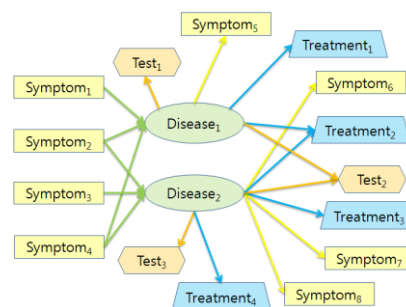 Symptom₅
Treatment₁
Test₁
Symptom₆
Symptom₁
Disease₁
Treatment₂
Symptom₂
Test₂
Symptom₃
Disease₂
Treatment₃
Symptom₄
Test₃
Symptom₇
Treatment₄
Symptom₈